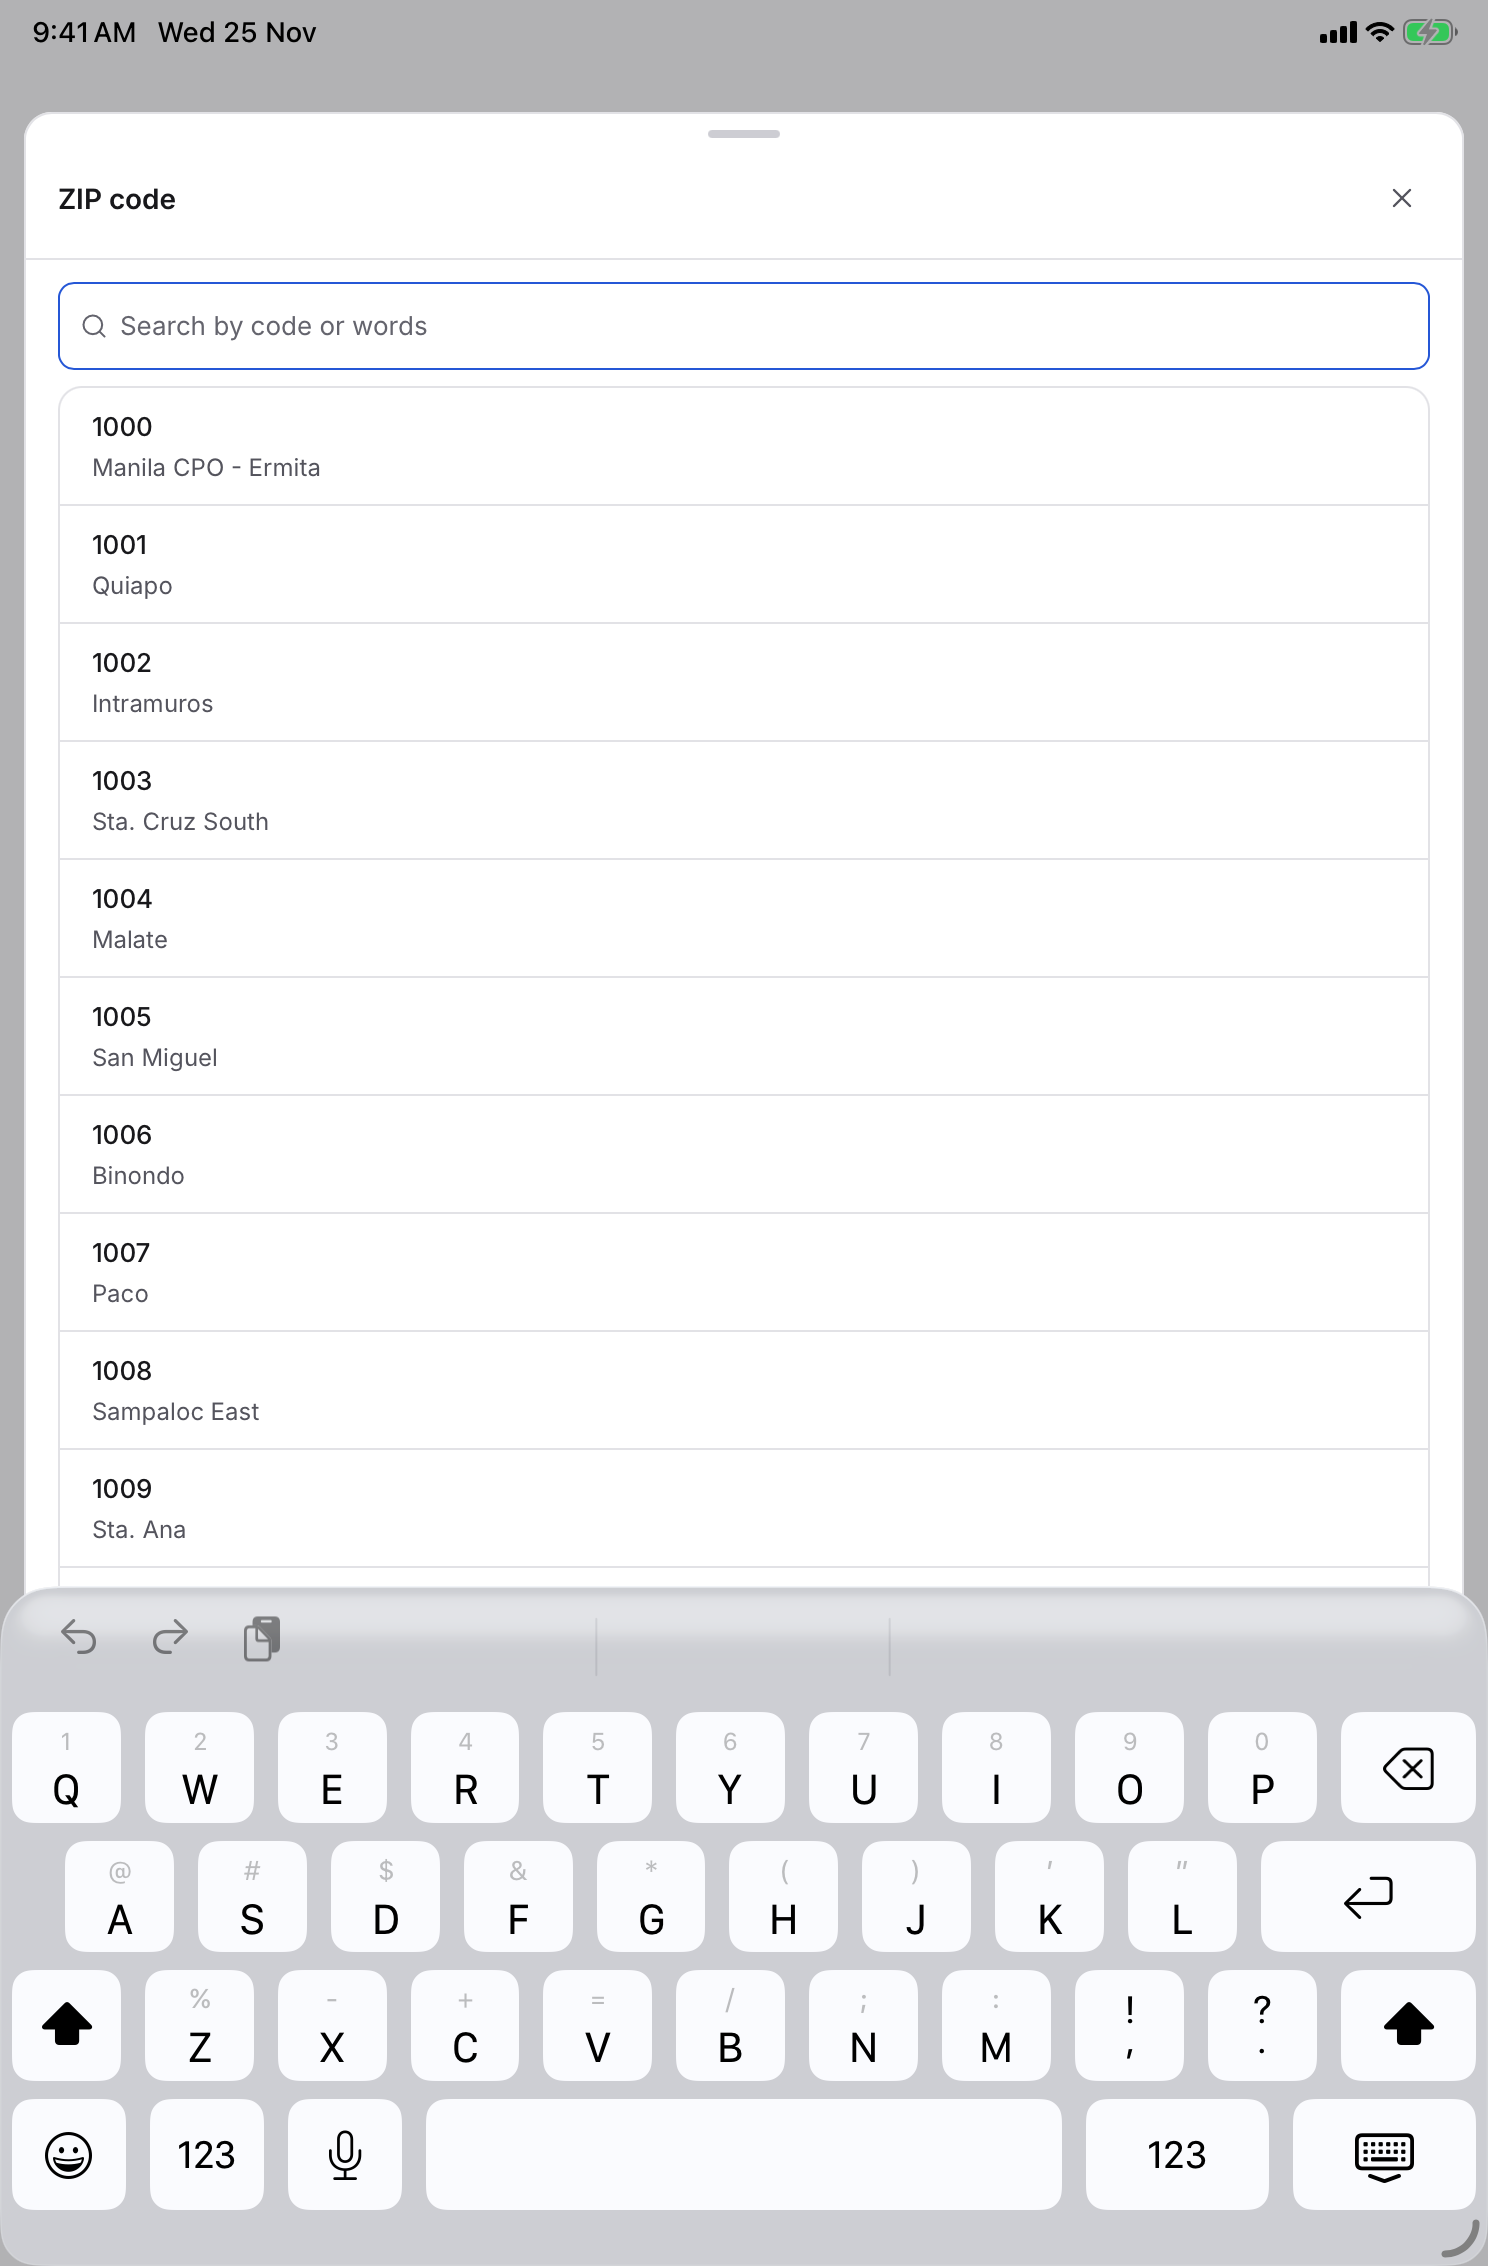 9:41 AM Wed 25 Nov
ZIP code
Search by code or words
1000
Manila CPO - Ermita
1001
Quiapo
1002
Intramuros
1003
Sta. Cruz South
1004
Malate
1005
San Miguel
1006
Binondo
1007
Paco
1008
Sampaloc East
1009
Sta. Ana
1 2 3 4 5 6 7 8 9 0
Q W E R T Y U I O P
@ # $ & * ( ) ' "
A S D F G H J K L
% - + = / ; : ! ?
Z X C V B N M , .
123 123